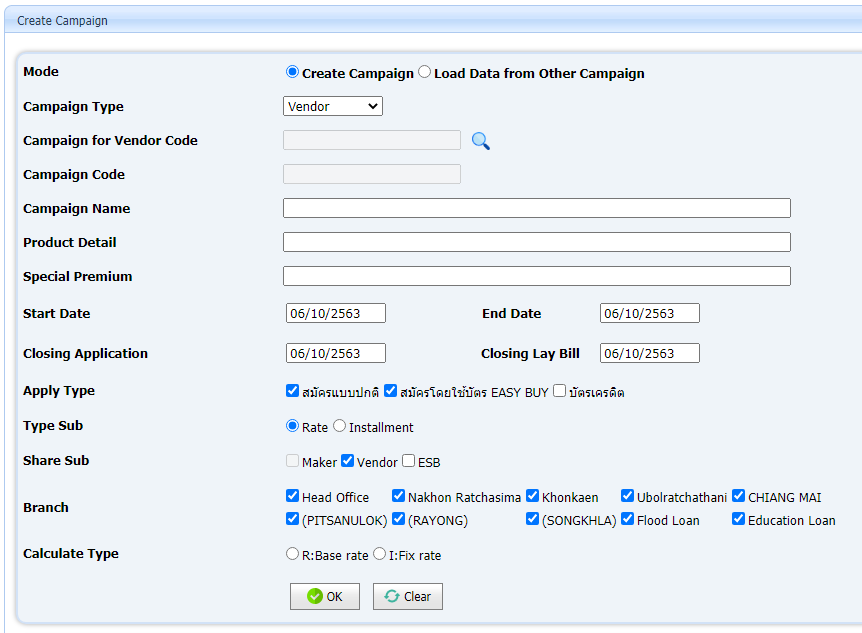 Create Campaign
Mode Create Campaign Load Data from Other Campaign
Campaign Type Vendor
Campaign for Vendor Code
Campaign Code
Campaign Name
Product Detail
Special Premium
Start Date 06/10/2563 End Date 06/10/2563
Closing Application 06/10/2563 Closing Lay Bill 06/10/2563
Apply Type สมัครแบบปกติ สมัครโดยใช้บัตร EASY BUY บัตรเครดิต
Type Sub Rate Installment
Share Sub Maker Vendor ESB
Branch Head Office Nakhon Ratchasima Khonkaen Ubolratchathani CHIANG MAI
(PITSANULOK) (RAYONG) (SONGKHLA) Flood Loan Education Loan
Calculate Type R:Base rate I:Fix rate
OK Clear